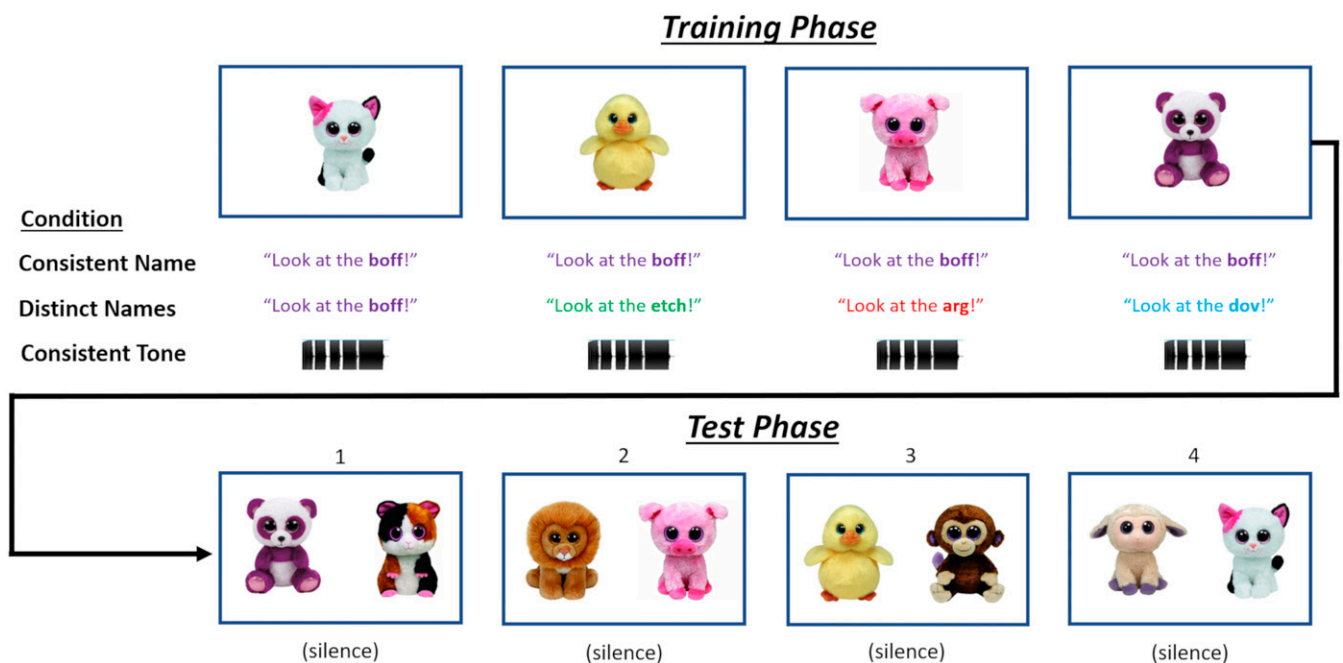 Training Phase
Condition
Consistent Name “Look at the boff!” “Look at the boff!” “Look at the boff!” “Look at the boff!”
Distinct Names “Look at the boff!” “Look at the etch!” “Look at the arg!” “Look at the dov!”
Consistent Tone
Test Phase
1 2 3 4
(silence) (silence) (silence) (silence)